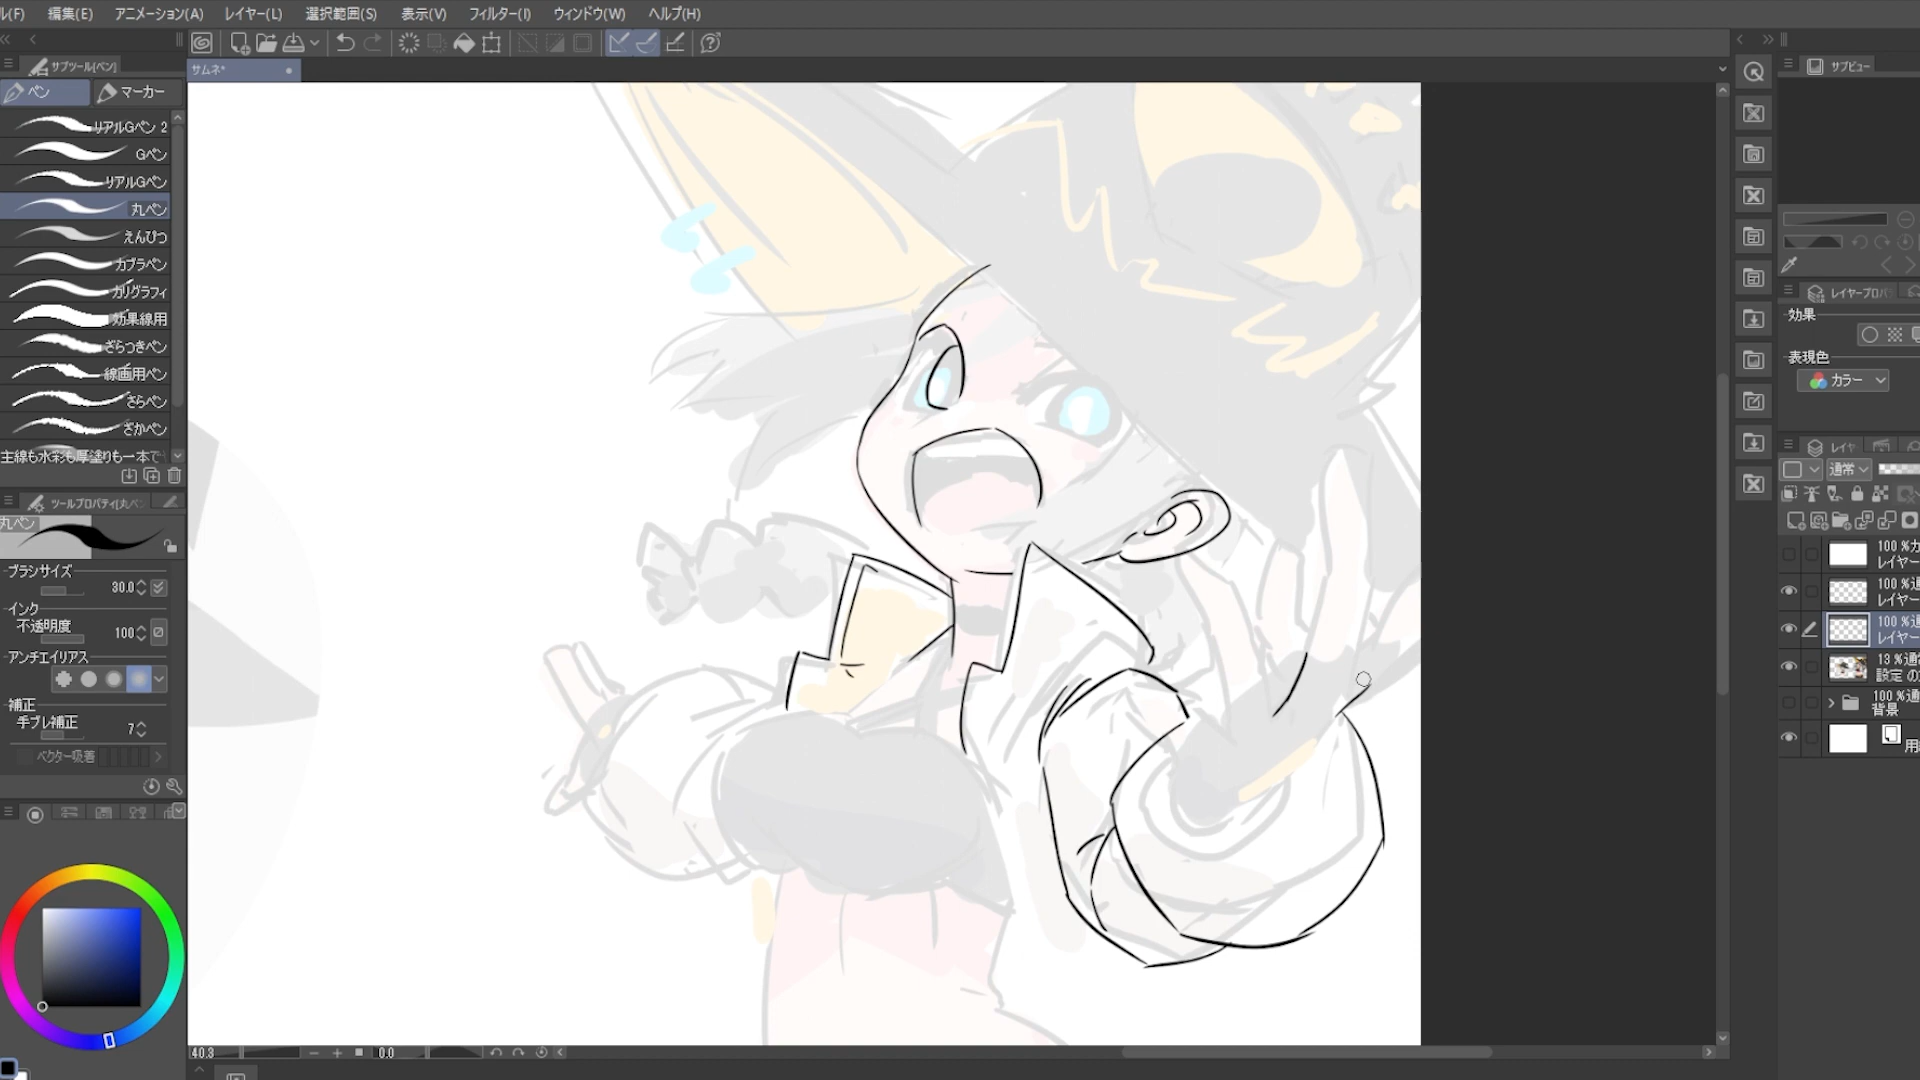 ル(F) 編集(E) アニメーション(A) レイヤー(L) 選択範囲(S) 表示(V) フィルター(I) ウィンドウ(W) ヘルプ(H)
サブツール[ペン]
サムネ*
サブビュー
ペン マーカー
リアルGペン 2
Gペン
リアルGペン
丸ペン
えんぴつ
カブラペン
カリグラフィ
効果線用
ざらつきペン
線画用ペン
さらペン
ざかペン
主線も水彩も厚塗りも一本で
ツールプロパティ[丸ペン
丸ペン
ブラシサイズ
30.0
インク
不透明度
100
アンチエイリアス
補正
手ブレ補正
7
ベクター吸着
レイヤープロパ
効果
表現色
カラー
レイヤ
通常
100 %カ
レイヤー
100 %通
レイヤー
100 %通
レイヤー
13 %通常
設定 の
100 %通
背景
用
40.3
0.0